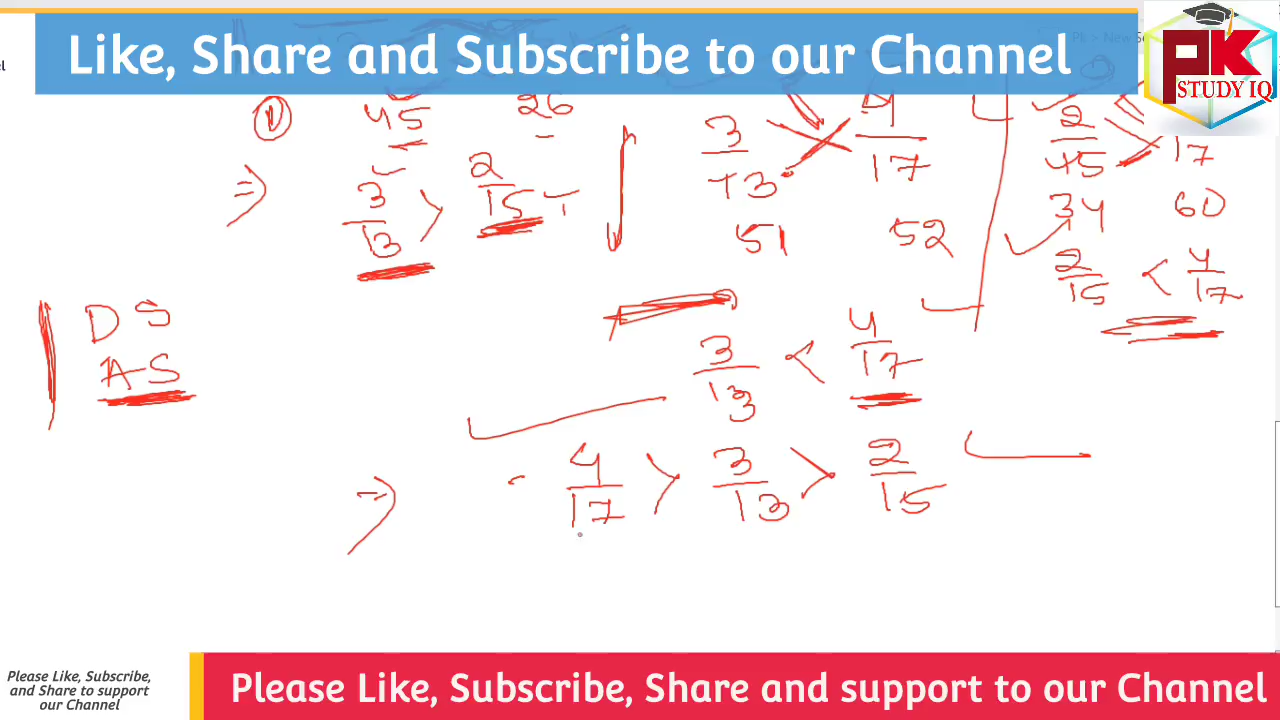 Like, Share and Subscribe to our Channel
PK
STUDY IQ
① 45 26
⇒ 3/13 > 2/15
3/13 4/17
51 52
2/15 4/17
34 60
2/15 < 4/17
DS
AS
3/13 < 4/17
⇒ 4/17 > 3/13 > 2/15
Please Like, Subscribe,
and Share to support
our Channel
Please Like, Subscribe, Share and support to our Channel